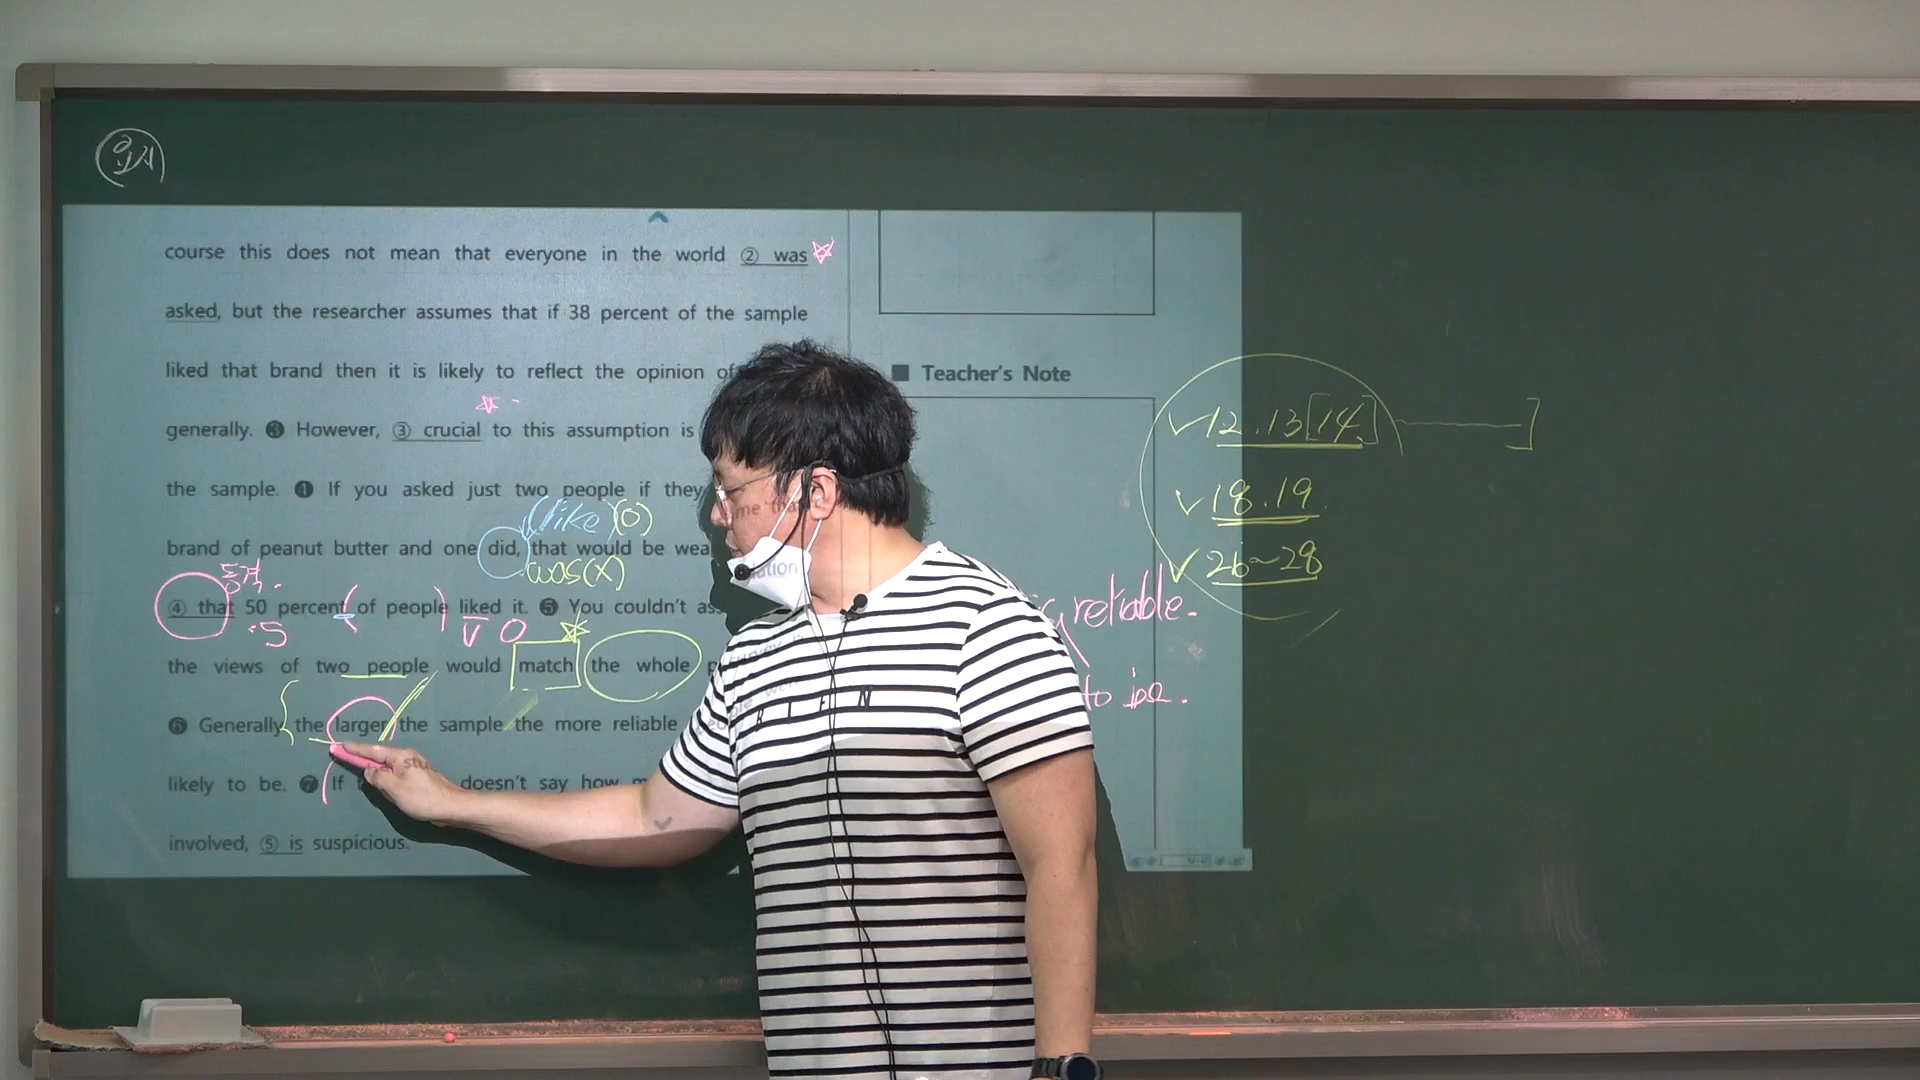 요지
course this does not mean that everyone in the world ② was
asked, but the researcher assumes that if 38 percent of the sample
liked that brand then it is likely to reflect the opinion of
generally. ❸ However, ③ crucial to this assumption is
the sample. ❹ If you asked just two people if they
(like)(O)
brand of peanut butter and one did, that would be
was(X)
동격.
④ that 50 percent of people liked it. ❺ You couldn't
:S
V O
the views of two people would match the whole
❻ Generally the larger the sample the more reliable
likely to be. ❼ If doesn't say how
involved, ⑤ is suspicious.
■ Teacher's Note
reliable.
to be.
12.13[14]
]
18.19
26~28